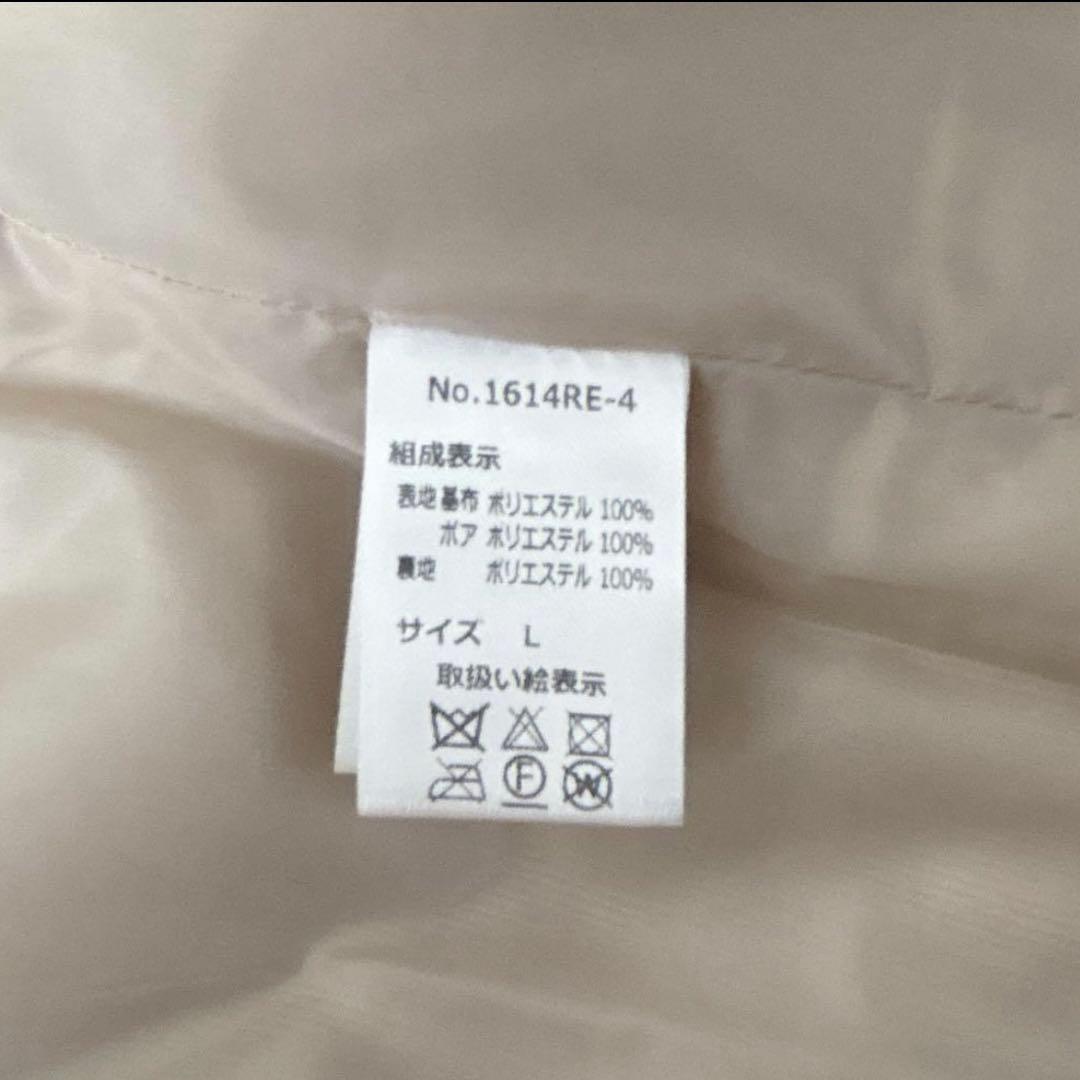 No.1614RE-4
組成表示
表地 基布 ポリエステル 100%
ボア ポリエステル 100%
裏地 ポリエステル 100%
サイズ L
取扱い絵表示
F W